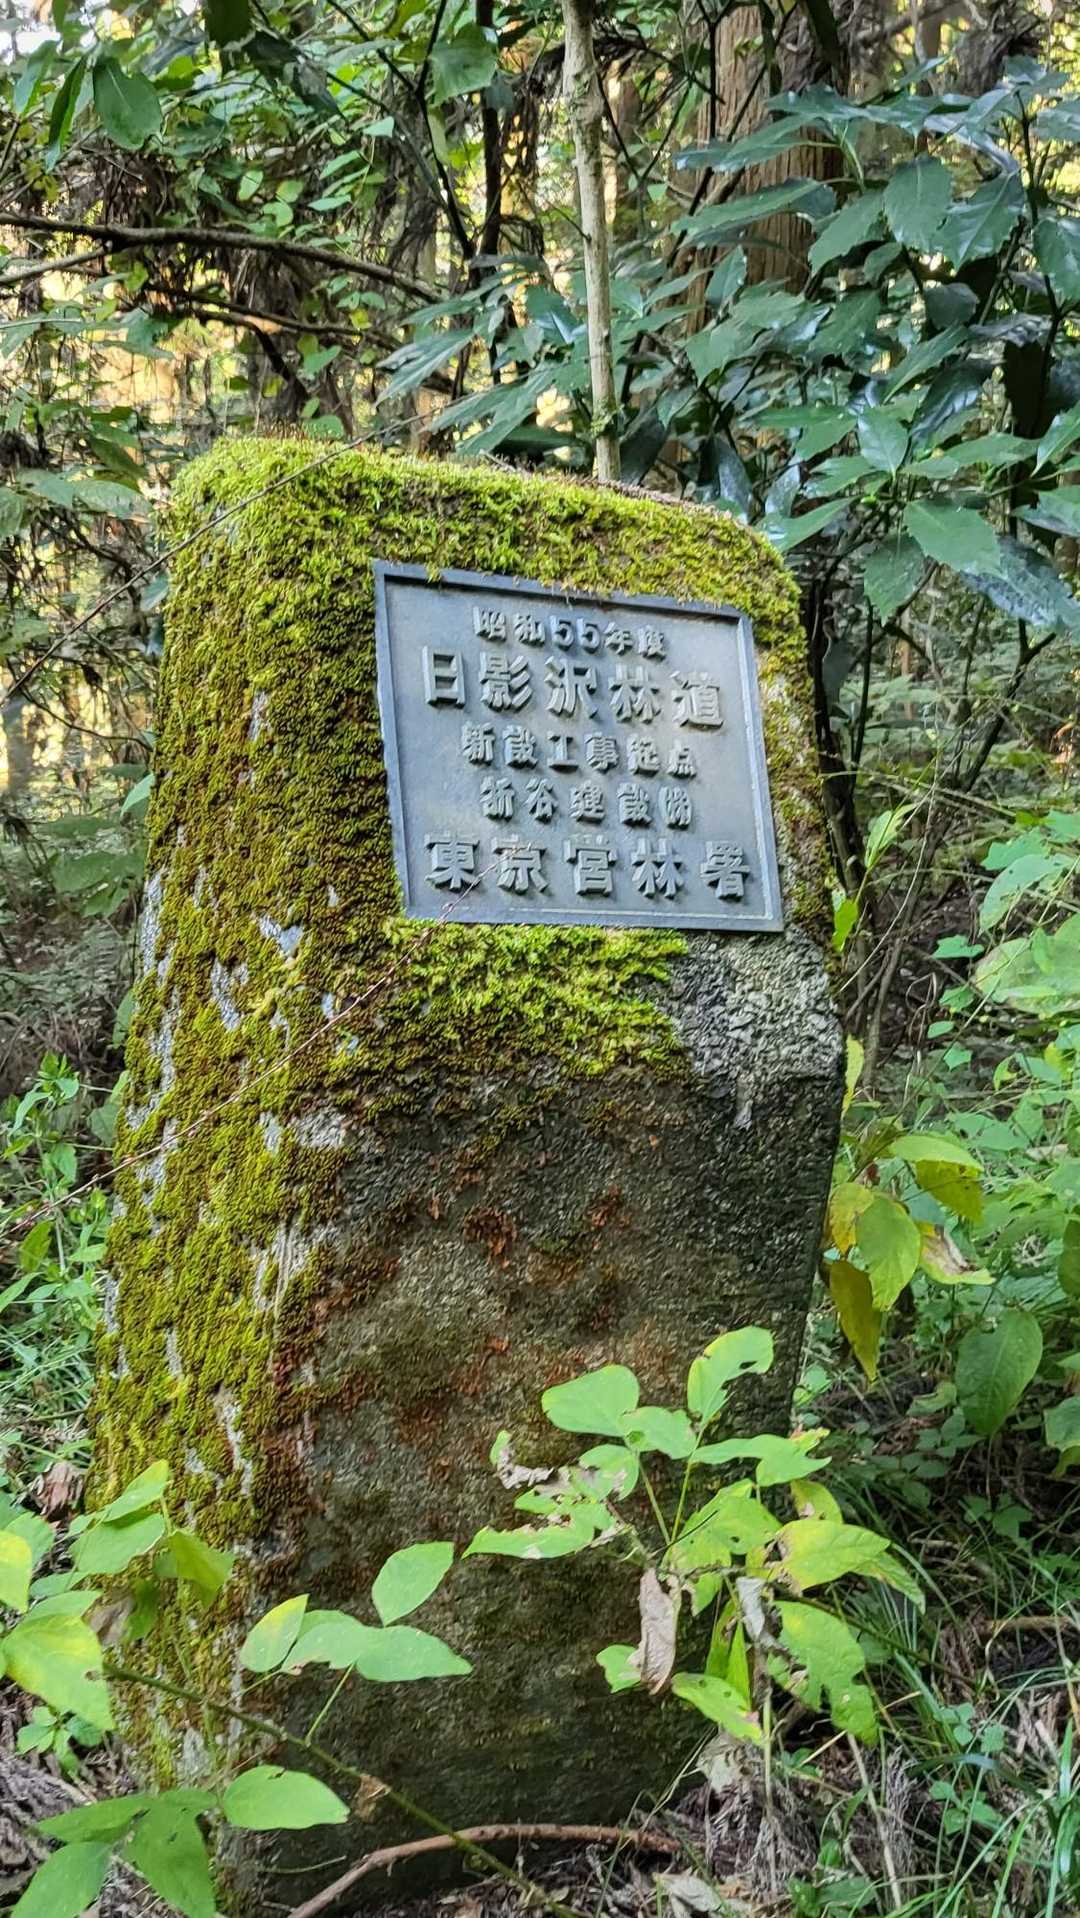 昭和55年度
日影沢林道
新設工事起点
折谷建設㈱
東京営林署